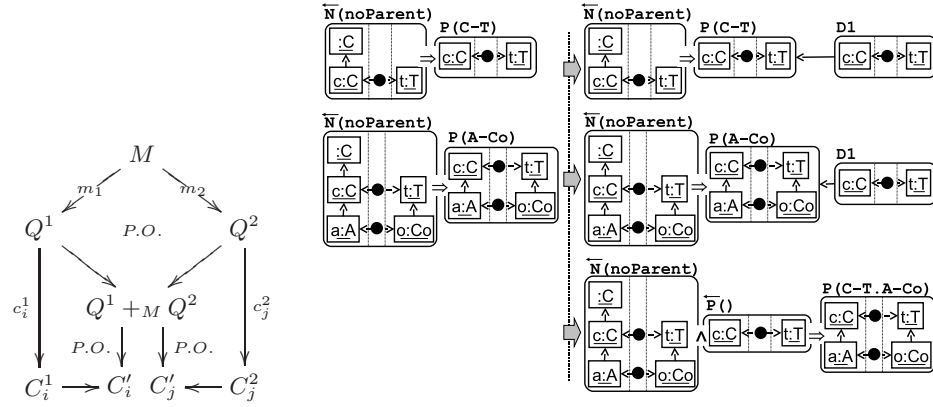 M
m₁ m₂
Q¹ P.O. Q²
c¹ᵢ Q¹ +M Q² c²ⱼ
P.O. P.O.
C¹ᵢ C′ᵢ C′ⱼ C²ⱼ
N(noParent)
:C
c:C t:T
P(C-T)
c:C t:T
N(noParent)
:C
c:C t:T
P(C-T)
c:C t:T
D1
c:C t:T
N(noParent)
:C
c:C t:T
a:A o:Co
P(A-Co)
c:C t:T
a:A o:Co
N(noParent)
:C
c:C t:T
a:A o:Co
P(A-Co)
c:C t:T
a:A o:Co
D1
c:C t:T
N(noParent)
:C
c:C t:T
a:A o:Co
∧
P()
c:C t:T
P(C-T.A-Co)
c:C t:T
a:A o:Co